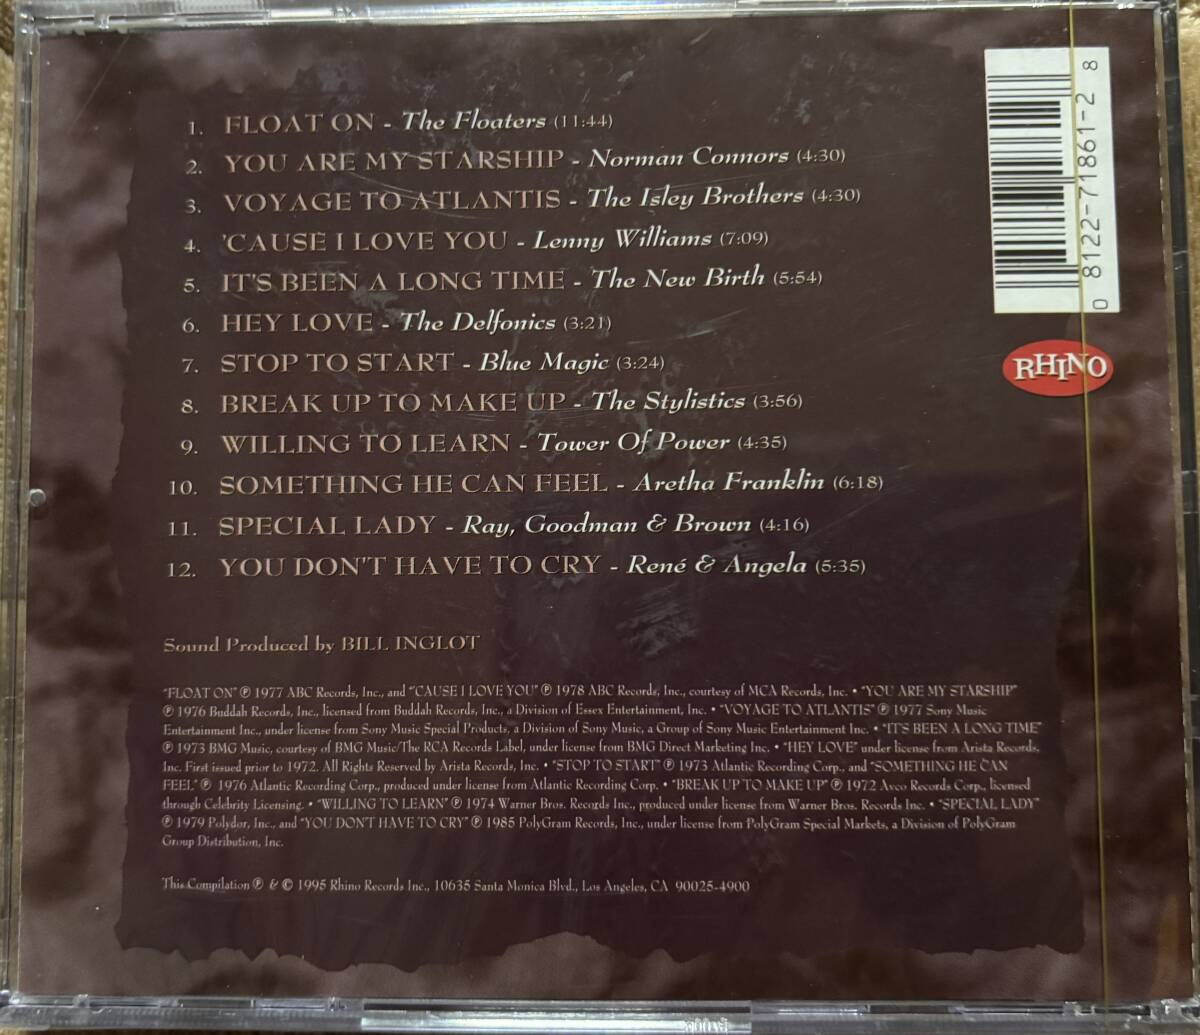 1. FLOAT ON - The Floaters (11:44)
2. YOU ARE MY STARSHIP - Norman Connors (4:30)
3. VOYAGE TO ATLANTIS - The Isley Brothers (4:30)
4. 'CAUSE I LOVE YOU - Lenny Williams (7:09)
5. IT'S BEEN A LONG TIME - The New Birth (5:54)
6. HEY LOVE - The Delfonics (3:21)
7. STOP TO START - Blue Magic (3:24)
8. BREAK UP TO MAKE UP - The Stylistics (3:56)
9. WILLING TO LEARN - Tower Of Power (4:35)
10. SOMETHING HE CAN FEEL - Aretha Franklin (6:18)
11. SPECIAL LADY - Ray, Goodman & Brown (4:16)
12. YOU DON'T HAVE TO CRY - René & Angela (5:35)
0 8122-71861-2 8
RHINO
Sound Produced by BILL INGLOT
"FLOAT ON" ℗ 1977 ABC Records, Inc., and "'CAUSE I LOVE YOU" ℗ 1978 ABC Records, Inc., courtesy of MCA Records, Inc. • "YOU ARE MY STARSHIP"
℗ 1976 Buddah Records, Inc., licensed from Buddah Records, Inc., a Division of Essex Entertainment, Inc. • "VOYAGE TO ATLANTIS" ℗ 1977 Sony Music
Entertainment Inc., under license from Sony Music Special Products, a Division of Sony Music, a Group of Sony Music Entertainment Inc. • "IT'S BEEN A LONG TIME"
℗ 1973 BMG Music, courtesy of BMG Music/The RCA Records Label, under license from BMG Direct Marketing Inc. • "HEY LOVE" under license from Arista Records,
Inc. First issued prior to 1972. All Rights Reserved by Arista Records, Inc. • "STOP TO START" ℗ 1973 Atlantic Recording Corp., and "SOMETHING HE CAN
FEEL" ℗ 1976 Atlantic Recording Corp., produced under license from Atlantic Recording Corp. • "BREAK UP TO MAKE UP" ℗ 1972 Avco Records Corp., licensed
through Celebrity Licensing. • "WILLING TO LEARN" ℗ 1974 Warner Bros. Records Inc., produced under license from Warner Bros. Records Inc. • "SPECIAL LADY"
℗ 1979 Polydor, Inc., and "YOU DON'T HAVE TO CRY" ℗ 1985 PolyGram Records, Inc., under license from PolyGram Special Markets, a Division of PolyGram
Group Distribution, Inc.
This Compilation ℗ & © 1995 Rhino Records Inc., 10635 Santa Monica Blvd., Los Angeles, CA 90025-4900